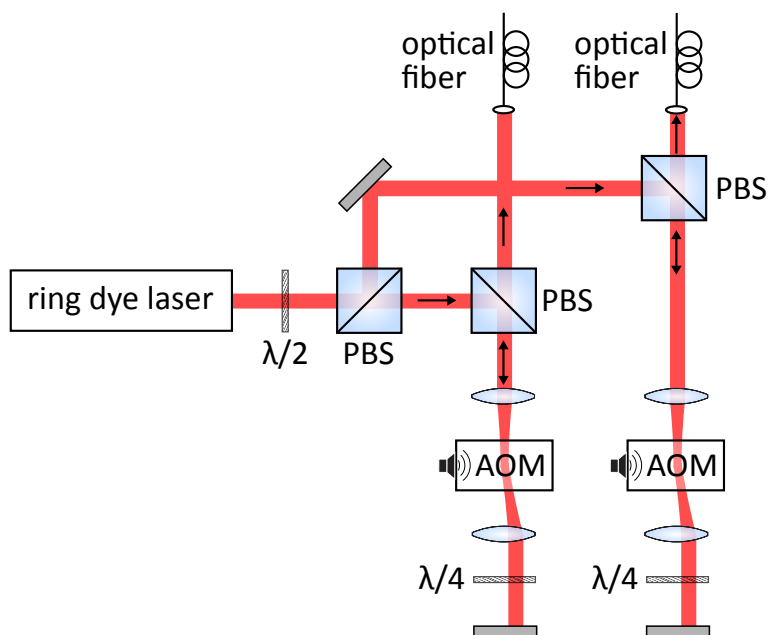 optical
fiber
optical
fiber
PBS
ring dye laser
λ/2
PBS
PBS
AOM
AOM
λ/4
λ/4